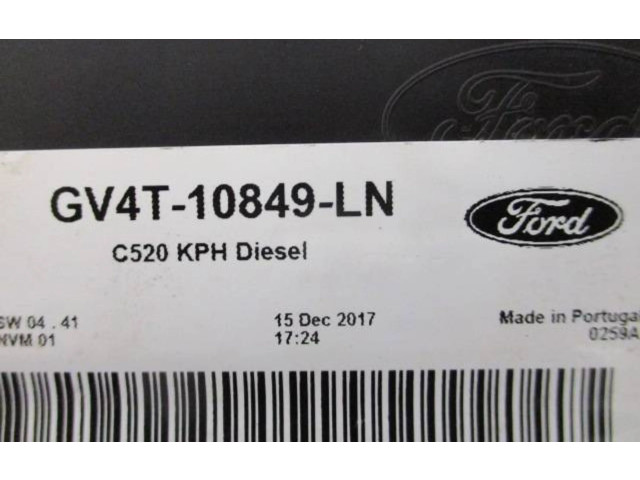 Ford
GV4T-10849-LN
Ford
C520 KPH Diesel
SW 04 . 41
15 Dec 2017
Made in Portugal
NVM 01
17:24
0259A